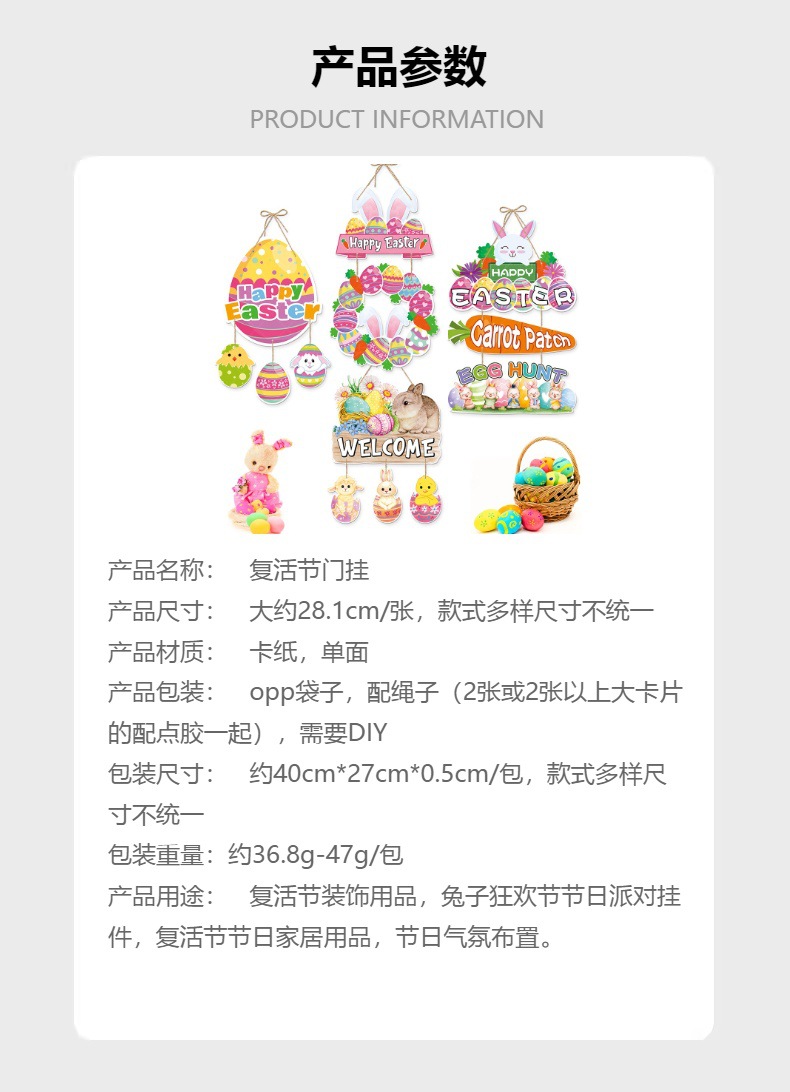 产品参数
PRODUCT INFORMATION
Happy Easter
Happy
Easter
HAPPY
EASTER
Carrot Patch
EGG HUNT
WELCOME
产品名称： 复活节门挂
产品尺寸： 大约28.1cm/张，款式多样尺寸不统一
产品材质： 卡纸，单面
产品包装： opp袋子，配绳子（2张或2张以上大卡片
的配点胶一起），需要DIY
包装尺寸： 约40cm*27cm*0.5cm/包，款式多样尺
寸不统一
包装重量：约36.8g-47g/包
产品用途： 复活节装饰用品，兔子狂欢节节日派对挂
件，复活节节日家居用品，节日气氛布置。